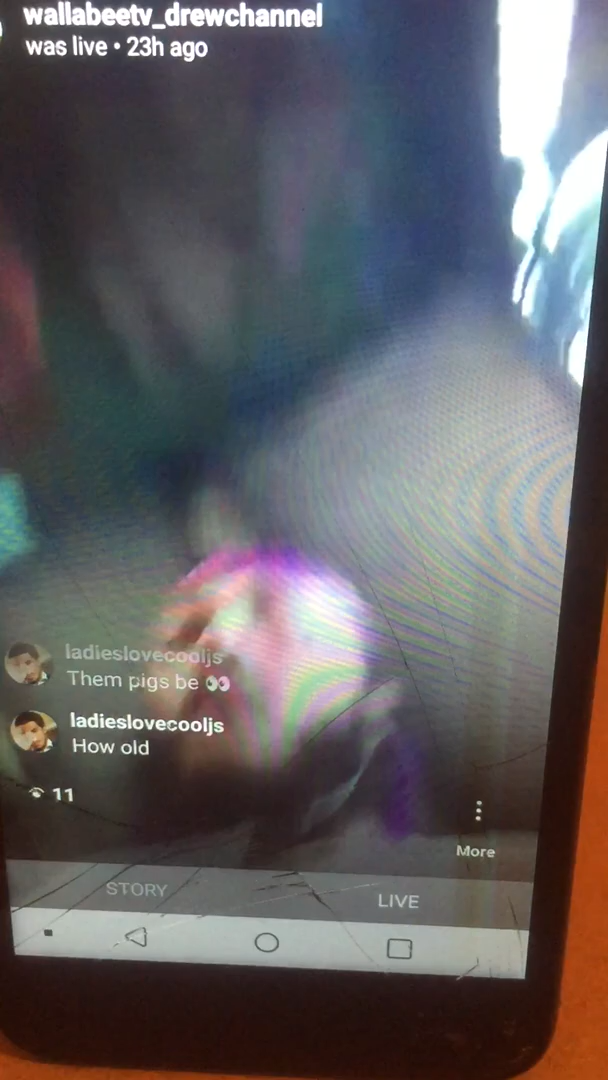 wallabeetv_drewchannel
was live • 23h ago
ladieslovecooljs
Them pigs be 👀
ladieslovecooljs
How old
11
More
STORY
LIVE